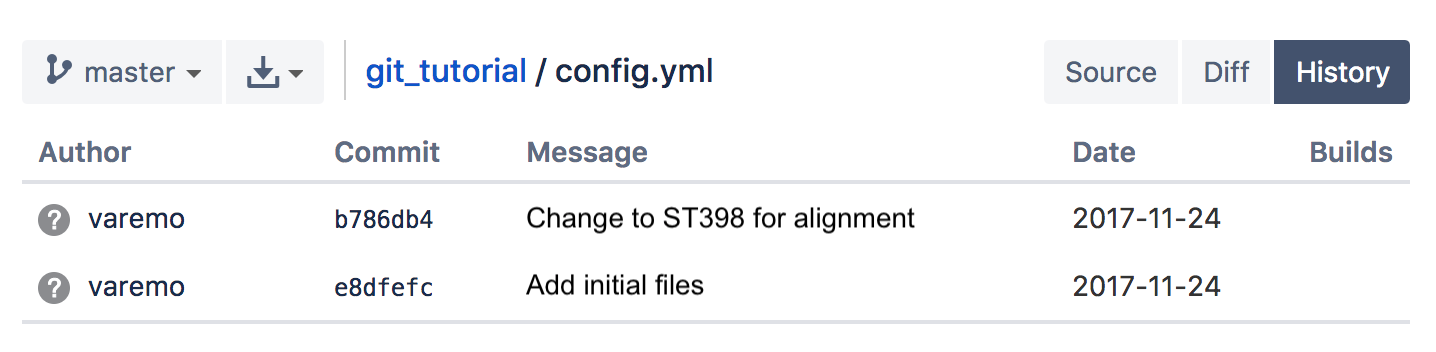 master git_tutorial / config.yml Source Diff History
Author Commit Message Date Builds
? varemo b786db4 Change to ST398 for alignment 2017-11-24
? varemo e8dfefc Add initial files 2017-11-24